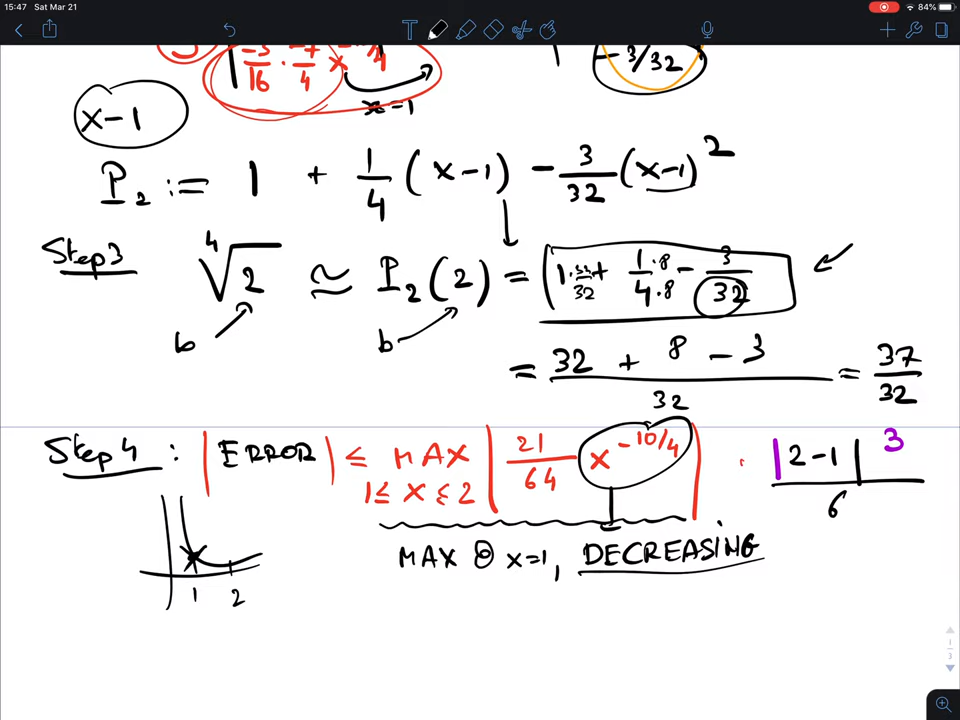 15:47 Sat Mar 21
84%
-3/16 · -7/4 x
-3/32
x=1
x-1
P₂ := 1 + 1/4 (x-1) - 3/32 (x-1)²
Step3 ⁴√2 ≈ P₂(2) = 1·32/32 + 1·8/4·8 - 3/32
b b
= 32 + 8 - 3 / 32 = 37/32
Step 4 : |ERROR| ≤ MAX 1≤x≤2 |21/64 x^-10/4| · |2-1|³/6
MAX @ x=1, DECREASING
1 2